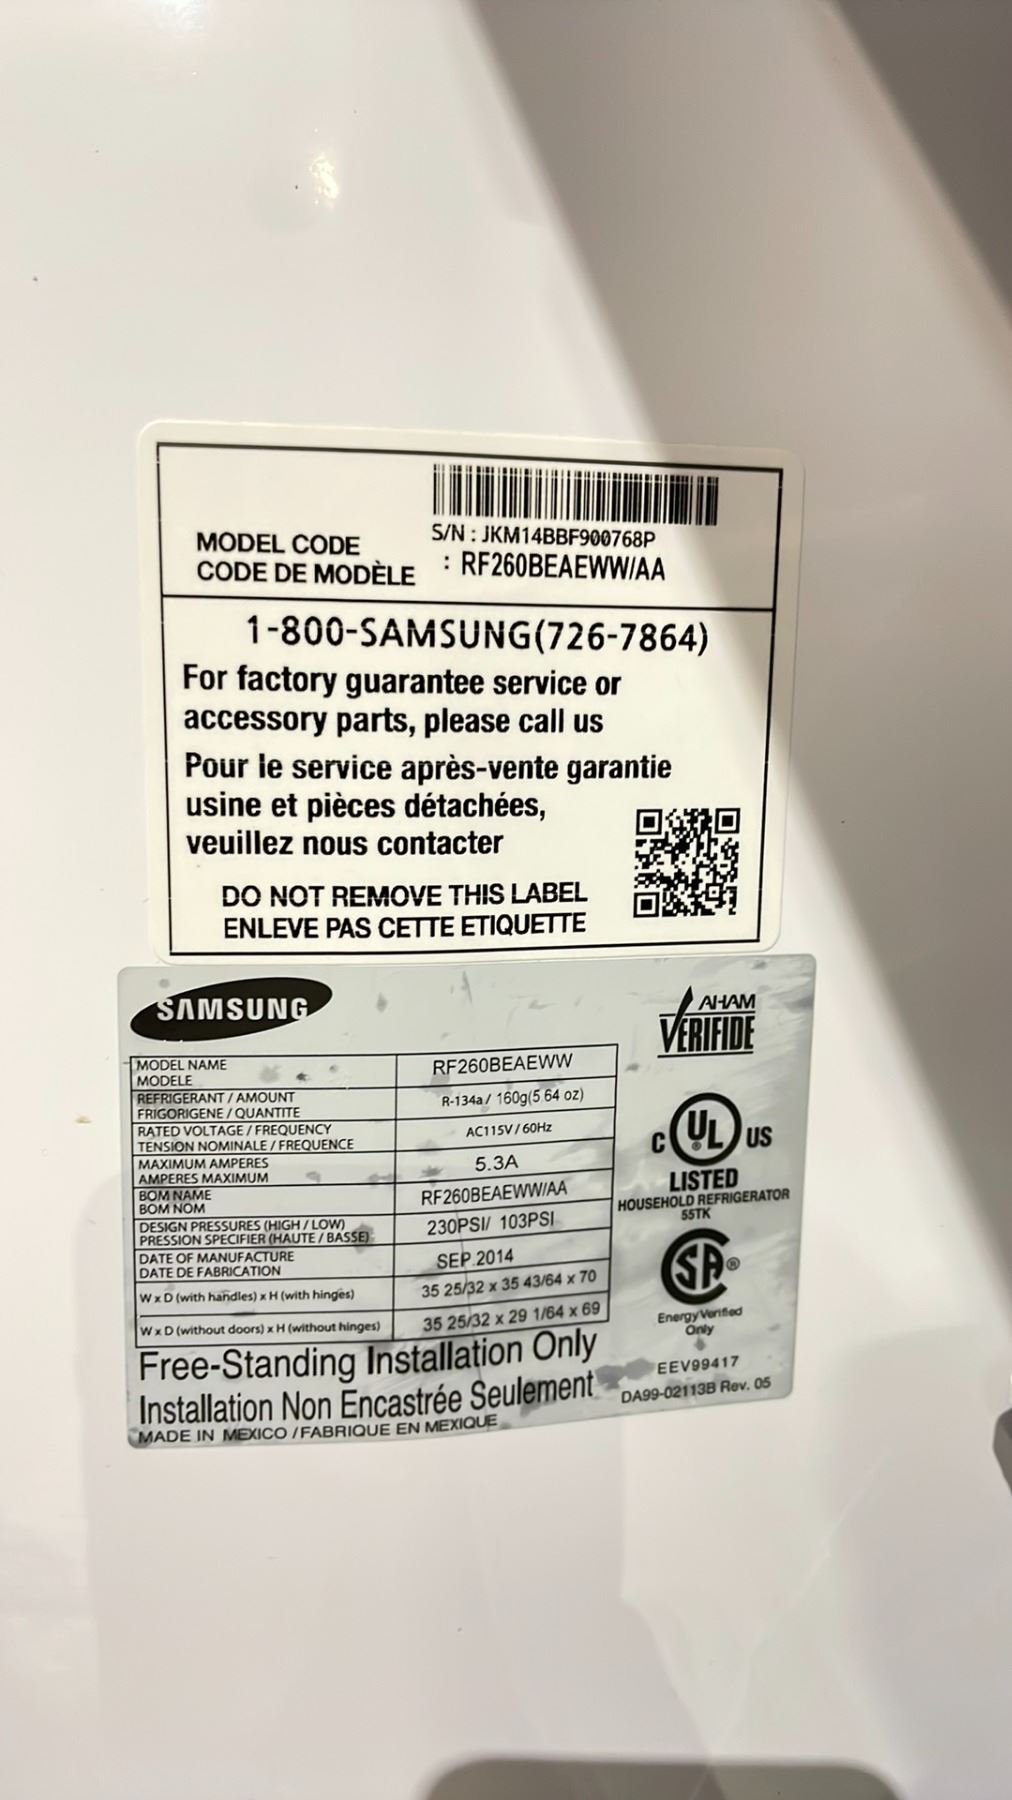 S/N : JKM14BBF900768P
MODEL CODE
CODE DE MODÈLE : RF260BEAEWW/AA
1-800-SAMSUNG(726-7864)
For factory guarantee service or
accessory parts, please call us
Pour le service après-vente garantie
usine et pièces détachées,
veuillez nous contacter
DO NOT REMOVE THIS LABEL
ENLEVE PAS CETTE ETIQUETTE
SAMSUNG
MODEL NAME
MODELE
RF260BEAEWW
REFRIGERANT / AMOUNT
FRIGORIGENE / QUANTITE
R-134a / 160g(5.64 oz)
RATED VOLTAGE / FREQUENCY
TENSION NOMINALE / FREQUENCE
AC115V / 60Hz
MAXIMUM AMPERES
AMPERES MAXIMUM
5.3A
BOM NAME
BOM NOM
RF260BEAEWW/AA
DESIGN PRESSURES (HIGH / LOW)
PRESSION SPECIFIER (HAUTE / BASSE)
230PSI/ 103PSI
DATE OF MANUFACTURE
DATE DE FABRICATION
SEP.2014
W x D (with handles) x H (with hinges)
35 25/32 x 35 43/64 x 70
W x D (without doors) x H (without hinges)
35 25/32 x 29 1/64 x 69
Free-Standing Installation Only
Installation Non Encastrée Seulement
MADE IN MEXICO / FABRIQUE EN MEXIQUE
AHAM
VERIFIDE
C UL US
®
LISTED
HOUSEHOLD REFRIGERATOR
55TK
SA ®
Energy Verified
Only
EEV99417
DA99-02113B Rev. 05